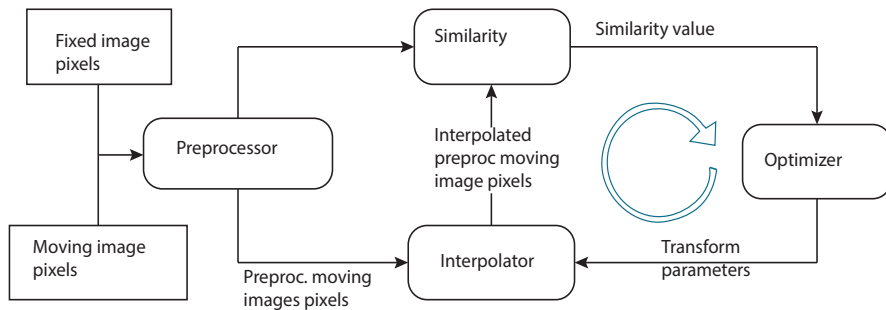 Fixed image
pixels
Similarity
Similarity value
Preprocessor
Interpolated
preproc moving
image pixels
Optimizer
Moving image
pixels
Preproc. moving
images pixels
Interpolator
Transform
parameters